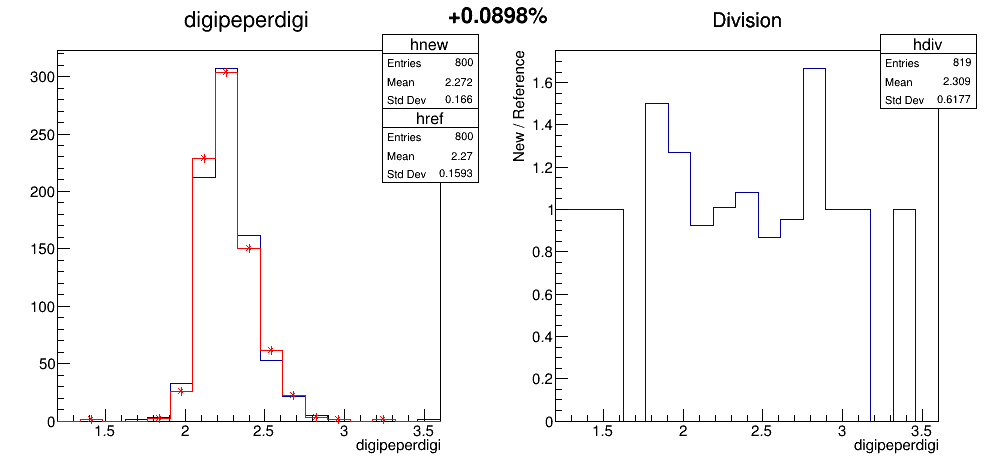 +0.0898%
digipeperdigi
hnew
Entries 800
Mean 2.272
Std Dev 0.166
href
Entries 800
Mean 2.27
Std Dev 0.1593
300
250
200
150
100
50
0
1.5 2 2.5 3 3.5
digipeperdigi
Division
hdiv
Entries 819
Mean 2.309
Std Dev 0.6177
New / Reference
1.6
1.4
1.2
1
0.8
0.6
0.4
0.2
0
1.5 2 2.5 3 3.5
digipeperdigi